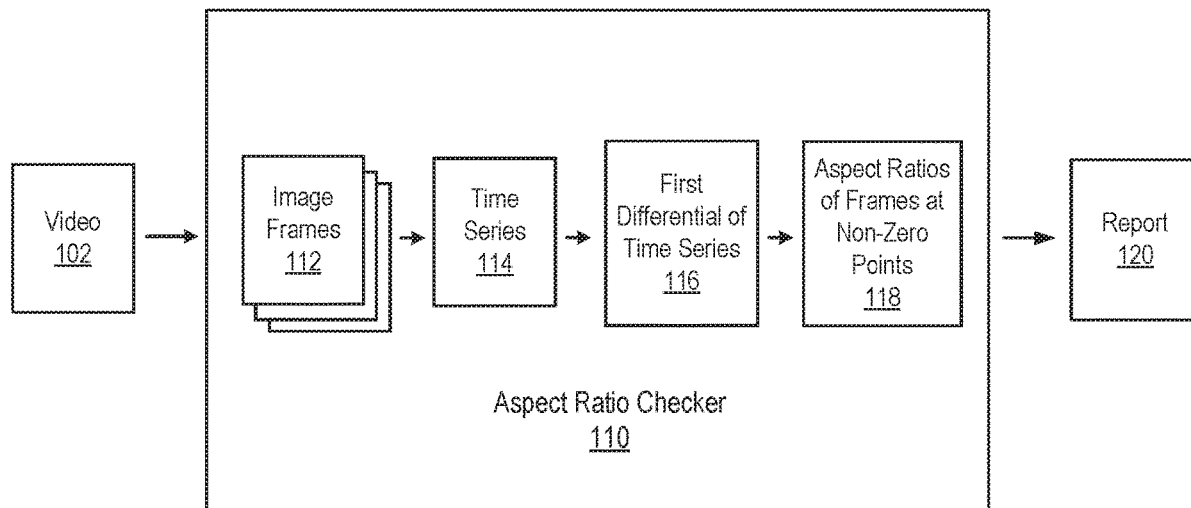 Video
102
Image
Frames
112
Time
Series
114
First
Differential of
Time Series
116
Aspect Ratios
of Frames at
Non-Zero
Points
118
Report
120
Aspect Ratio Checker
110